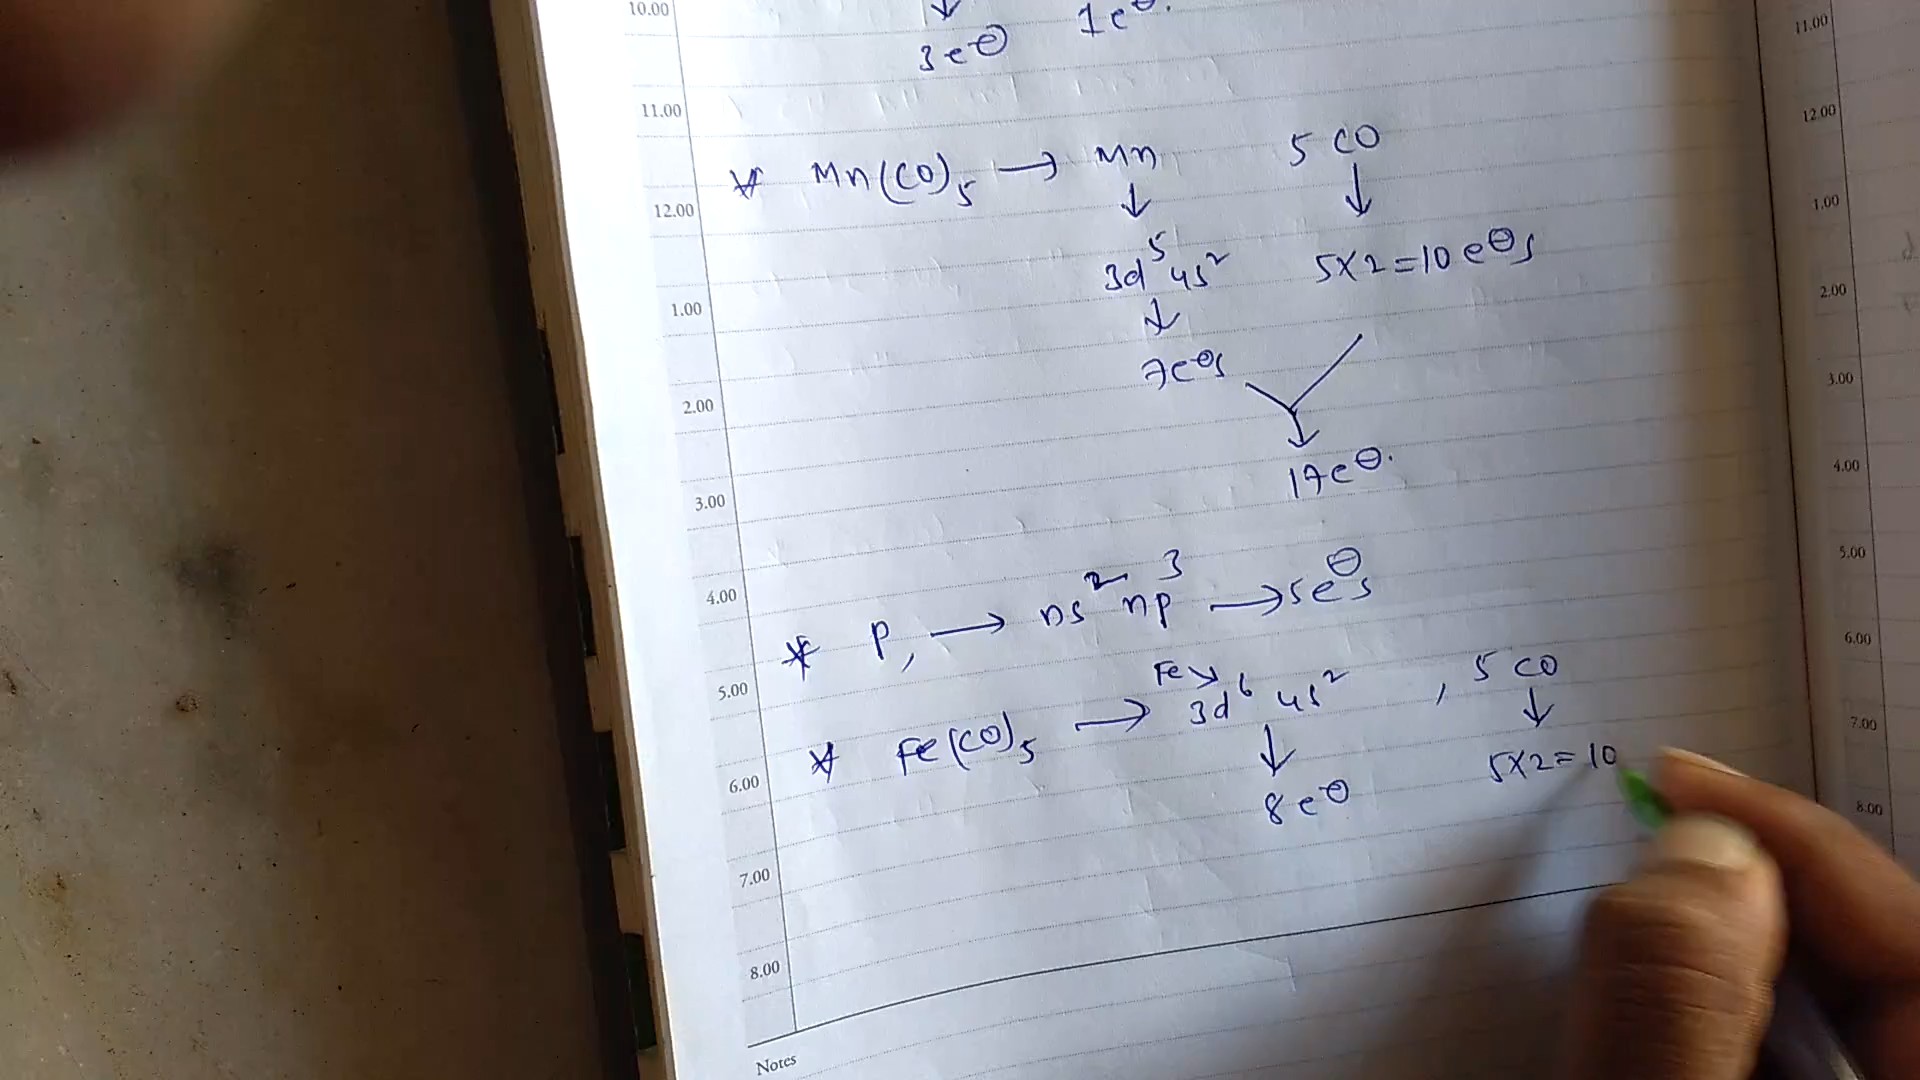 10.00
↓
3e⊖ 1e⊖.
11.00
* Mn(CO)5 → Mn 5 CO
12.00
↓ ↓
3d⁵ 4s² 5×2=10 e⊖s
1.00
↓
7e⊖s
2.00
17e⊖.
3.00
4.00
* P, → ns² np³ → 5e⊖s
5.00
* Fe(CO)5 → Fe → 3d⁶ 4s² , 5 CO
6.00
↓ ↓
8e⊖ 5×2=10
7.00
8.00
Notes
11.00
12.00
1.00
2.00
3.00
4.00
5.00
6.00
7.00
8.00